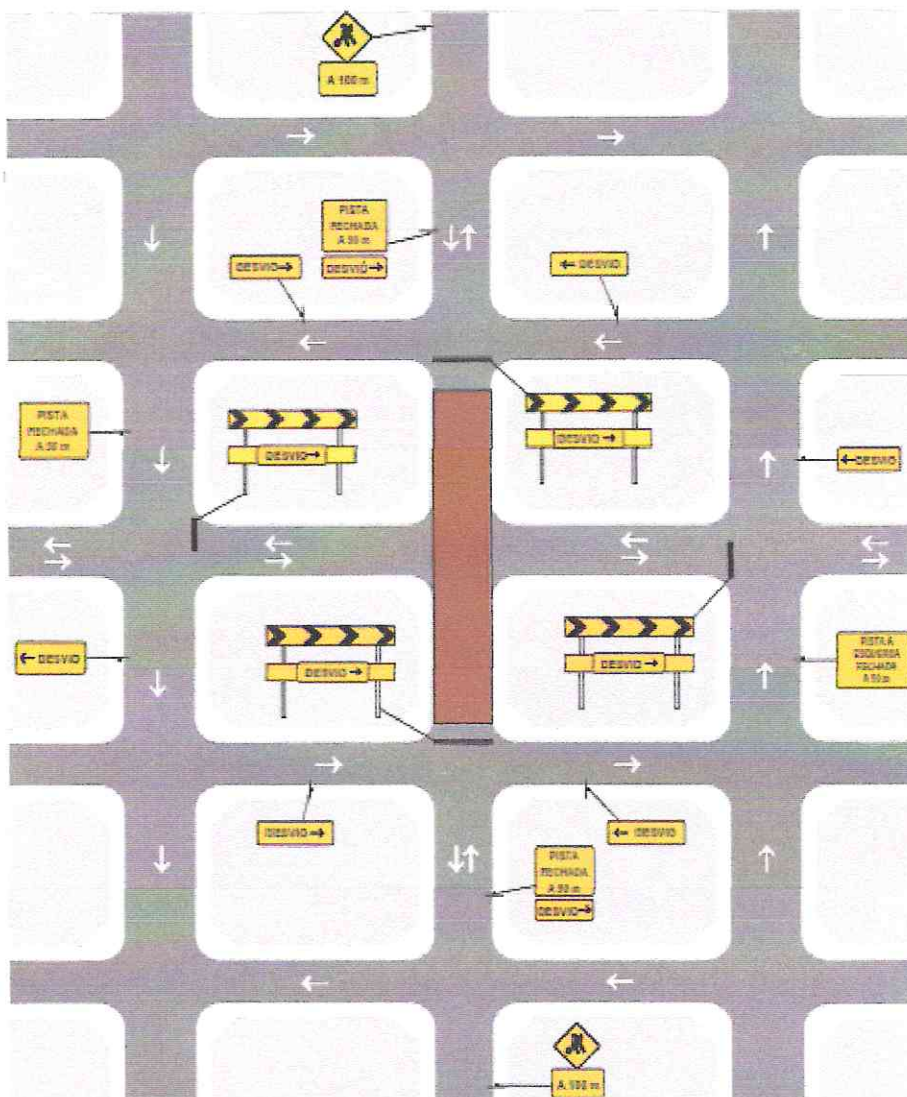 A 100 m
PISTA
FECHADA
A 50 m
DESVIO→
DESVIO→
← DESVIO
PISTA
FECHADA
A 50 m
DESVIO→
DESVIO→
←DESVIO
← DESVIO
DESVIO→
DESVIO→
PISTA A
ESQUERDA
FECHADA
A 50 m
DESVIO→
← DESVIO
PISTA
FECHADA
A 50 m
DESVIO→
A 100 m